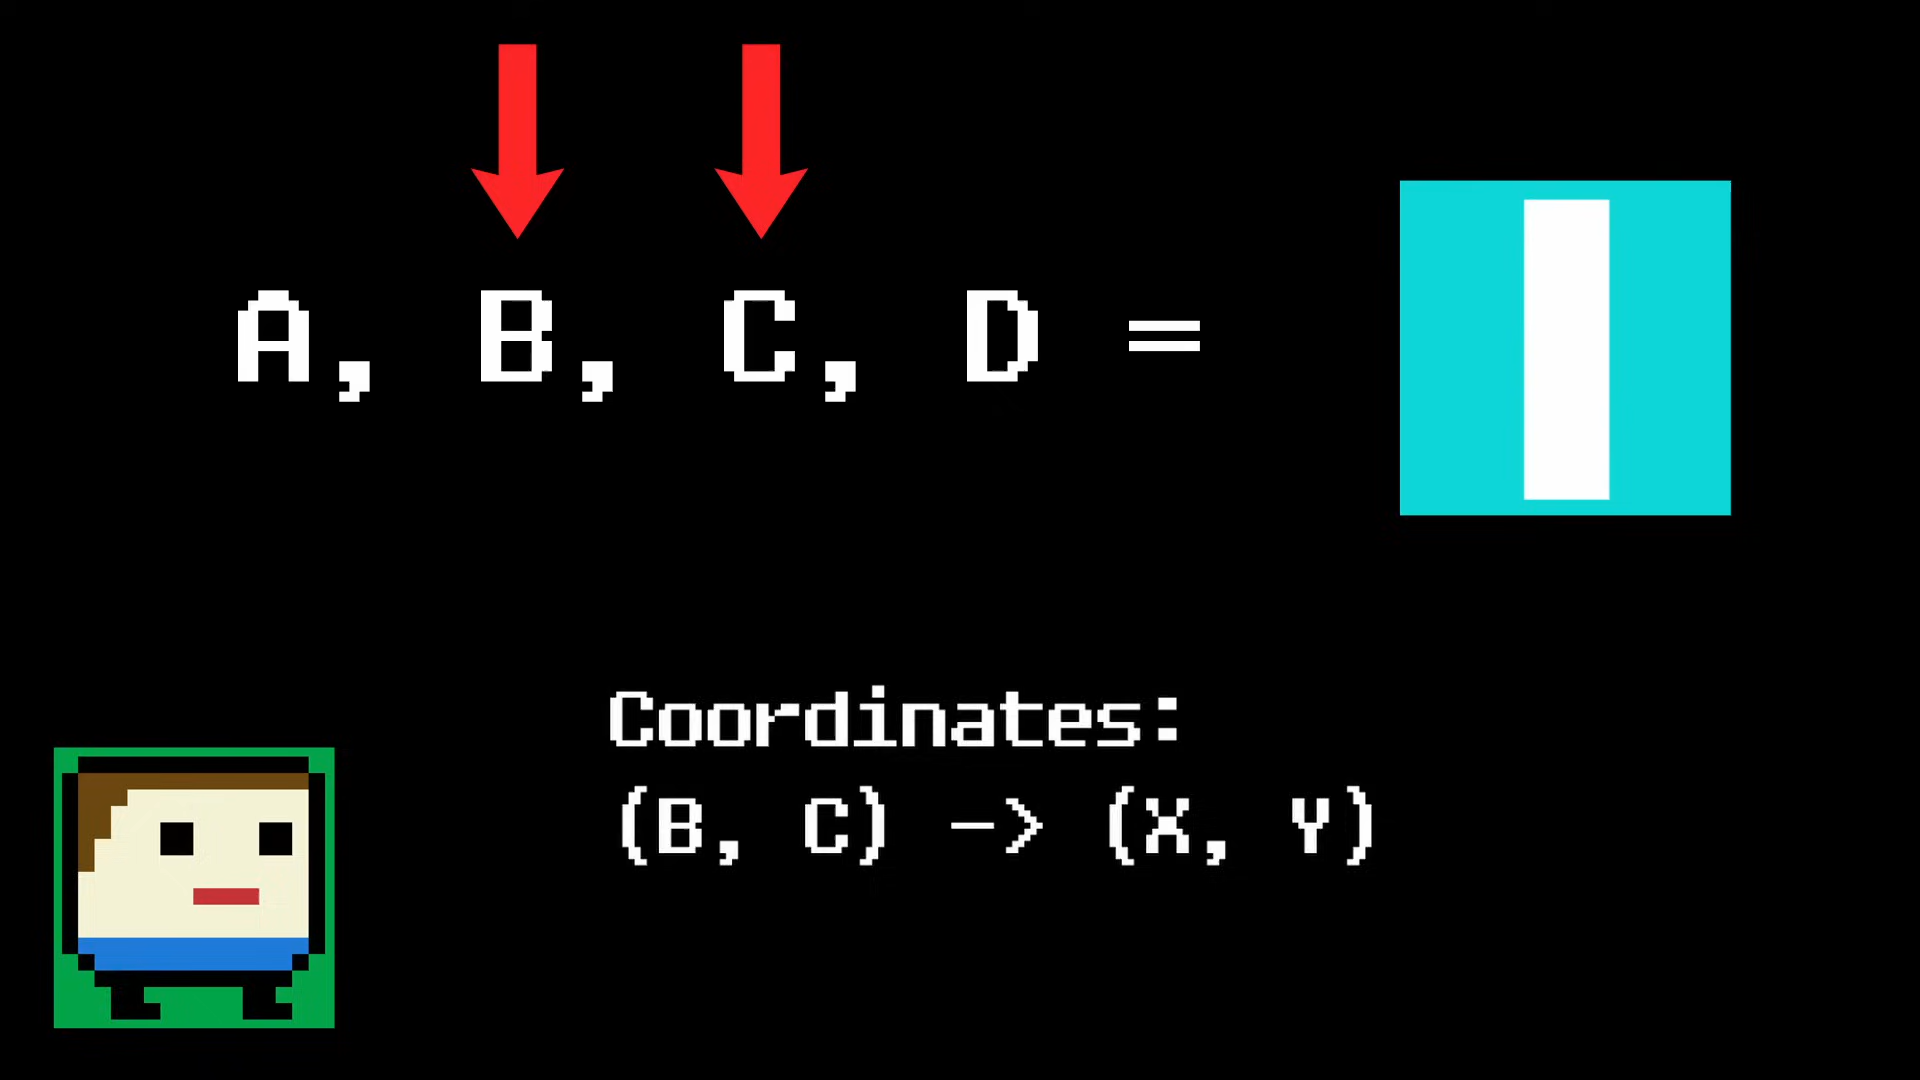 A, B, C, D =
Coordinates:
(B, C) -> (X, Y)